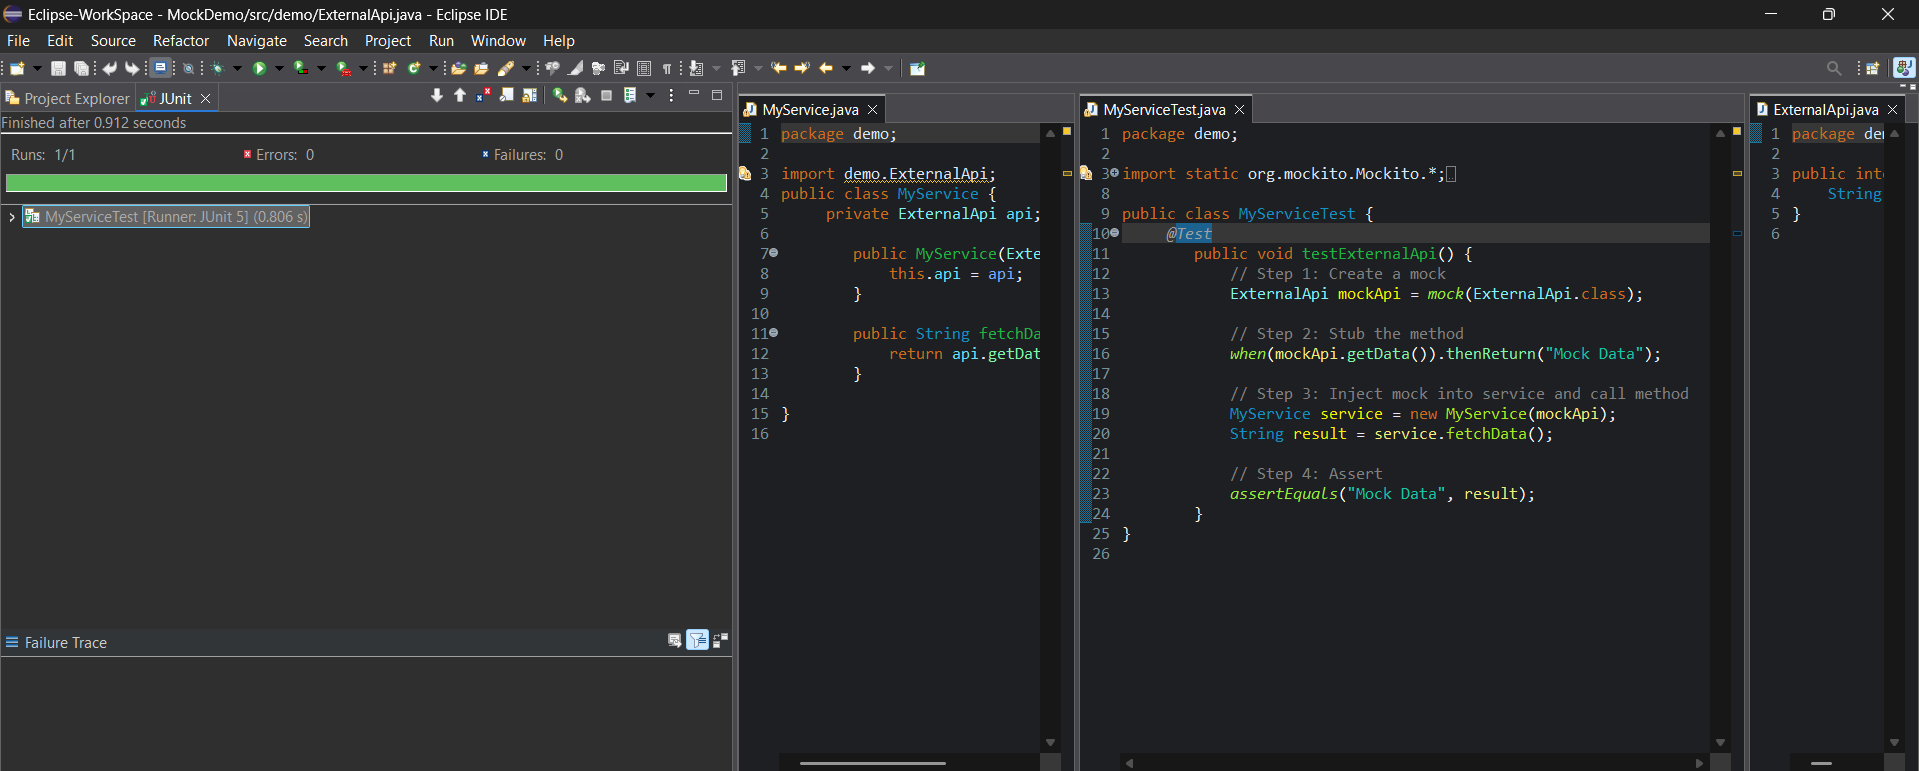 Eclipse-WorkSpace - MockDemo/src/demo/ExternalApi.java - Eclipse IDE
File Edit Source Refactor Navigate Search Project Run Window Help
Project Explorer JUnit
Finished after 0.912 seconds
Runs: 1/1 Errors: 0 Failures: 0
MyServiceTest [Runner: JUnit 5] (0.806 s)
Failure Trace
MyService.java
1 package demo;
2
3 import demo.ExternalApi;
4 public class MyService {
5 private ExternalApi api;
6
7 public MyService(Exte
8 this.api = api;
9 }
10
11 public String fetchDa
12 return api.getDat
13 }
14
15 }
16
MyServiceTest.java
1 package demo;
2
3 import static org.mockito.Mockito.*;
8
9 public class MyServiceTest {
10 @Test
11 public void testExternalApi() {
12 // Step 1: Create a mock
13 ExternalApi mockApi = mock(ExternalApi.class);
14
15 // Step 2: Stub the method
16 when(mockApi.getData()).thenReturn("Mock Data");
17
18 // Step 3: Inject mock into service and call method
19 MyService service = new MyService(mockApi);
20 String result = service.fetchData();
21
22 // Step 4: Assert
23 assertEquals("Mock Data", result);
24 }
25 }
26
ExternalApi.java
1 package de
2
3 public int
4 String
5 }
6